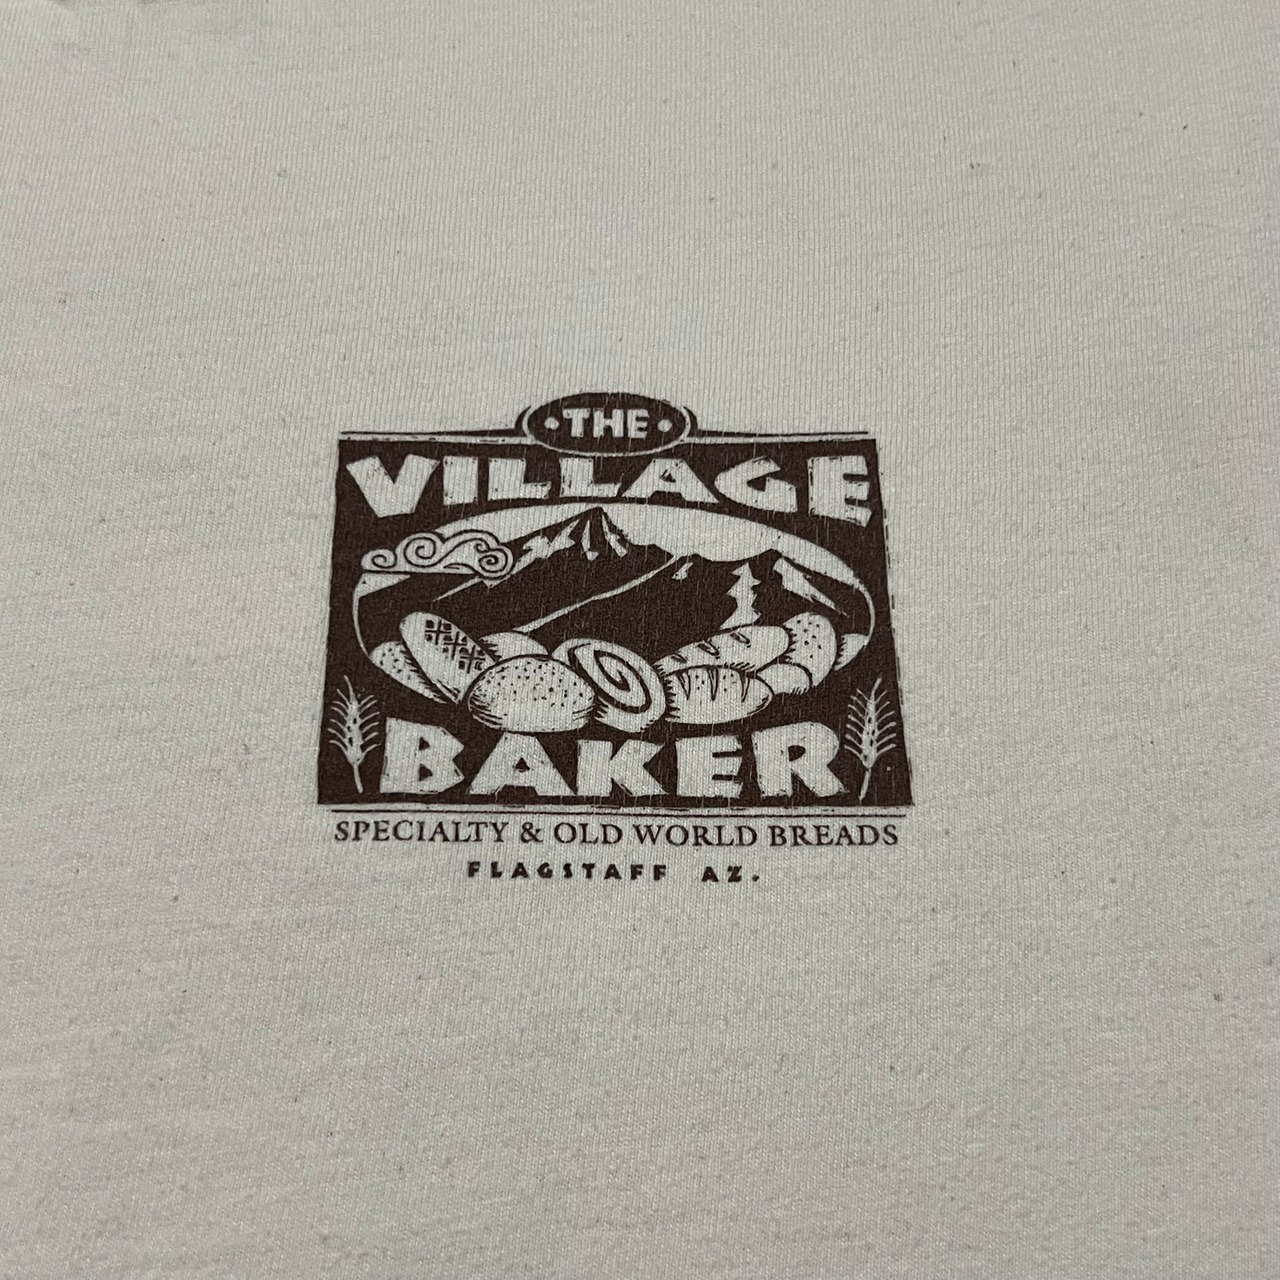 ·THE·
VILLAGE
BAKER
SPECIALTY & OLD WORLD BREADS
FLAGSTAFF AZ.